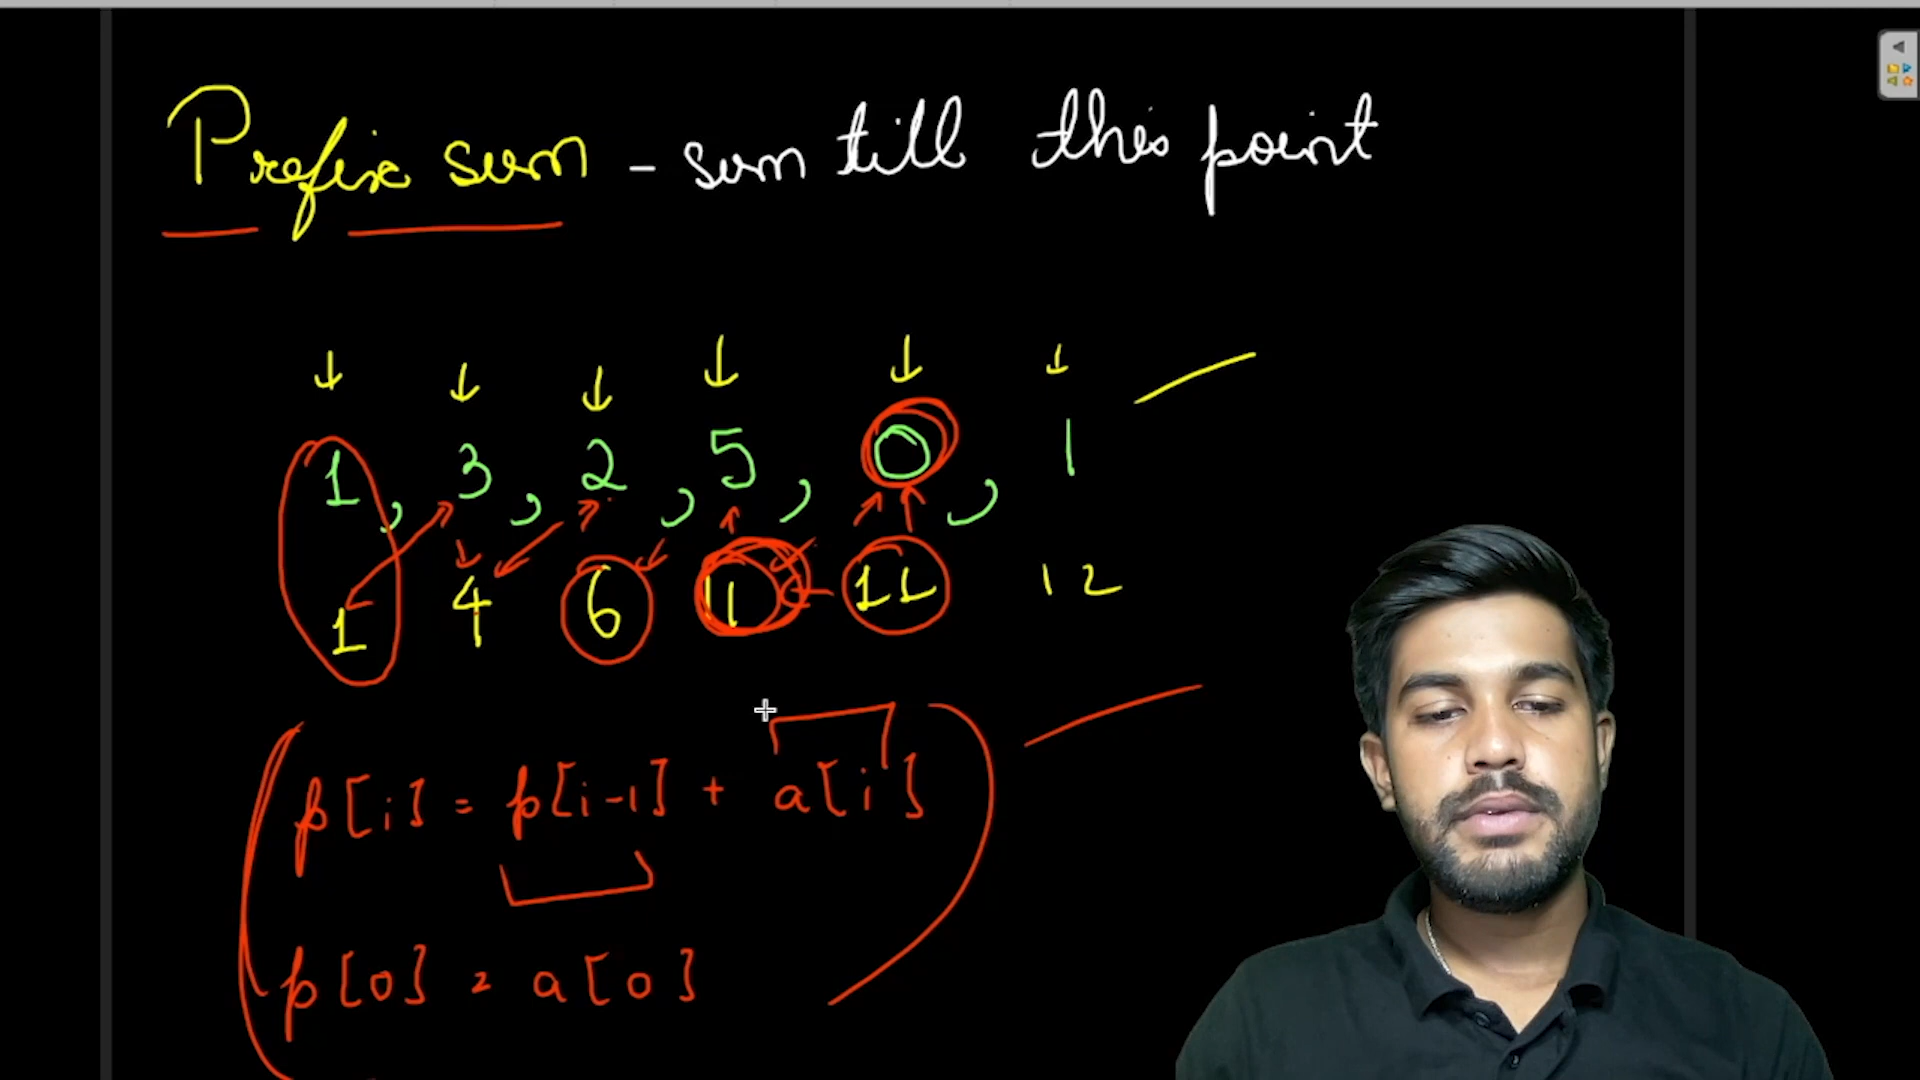 Prefix sum - sum till this point
1, 3, 2, 5, 0, 1
1 4 6 11 11 12
p[i] = p[i-1] + a[i]
p[0] = a[0]